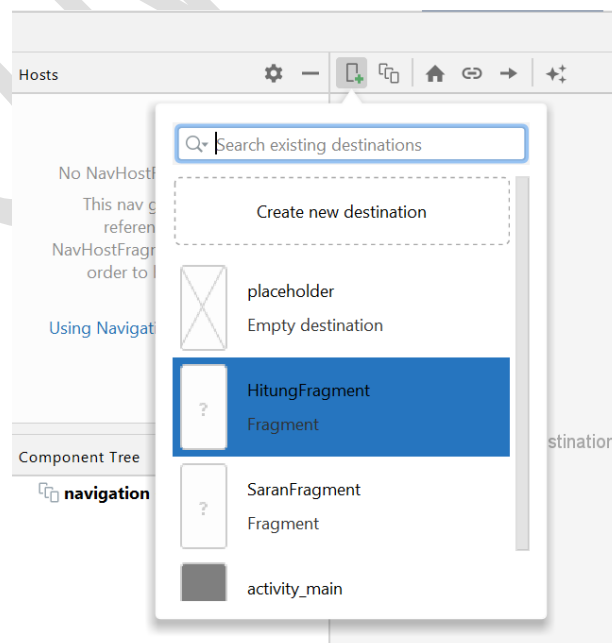 Hosts
Search existing destinations
No NavHostF
This nav g
referen
NavHostFragr
order to
Using Navigati
Create new destination
placeholder
Empty destination
HitungFragment
Fragment
SaranFragment
Fragment
activity_main
stination
Component Tree
navigation